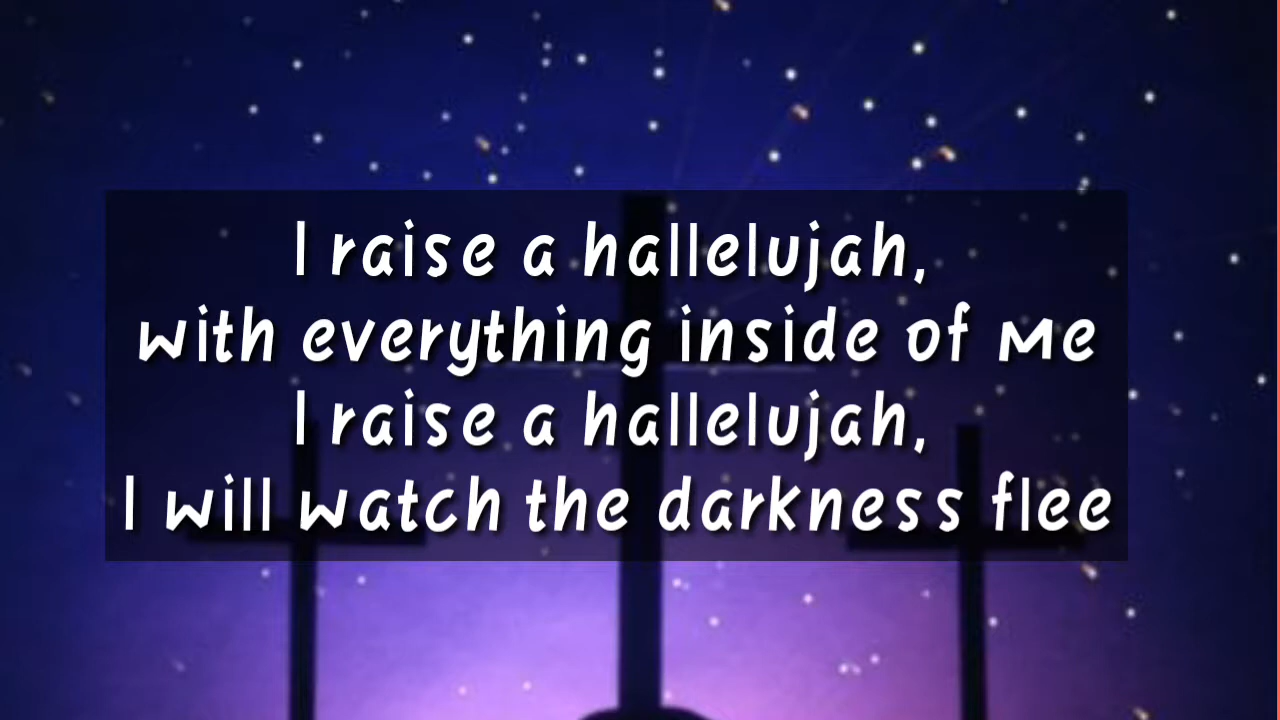 I raise a hallelujah,
with everything inside of Me
I raise a hallelujah,
I will watch the darkness flee